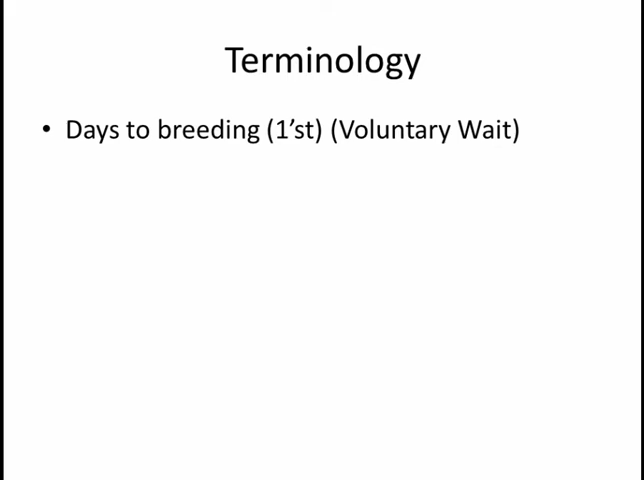 Terminology
• Days to breeding (1’st) (Voluntary Wait)